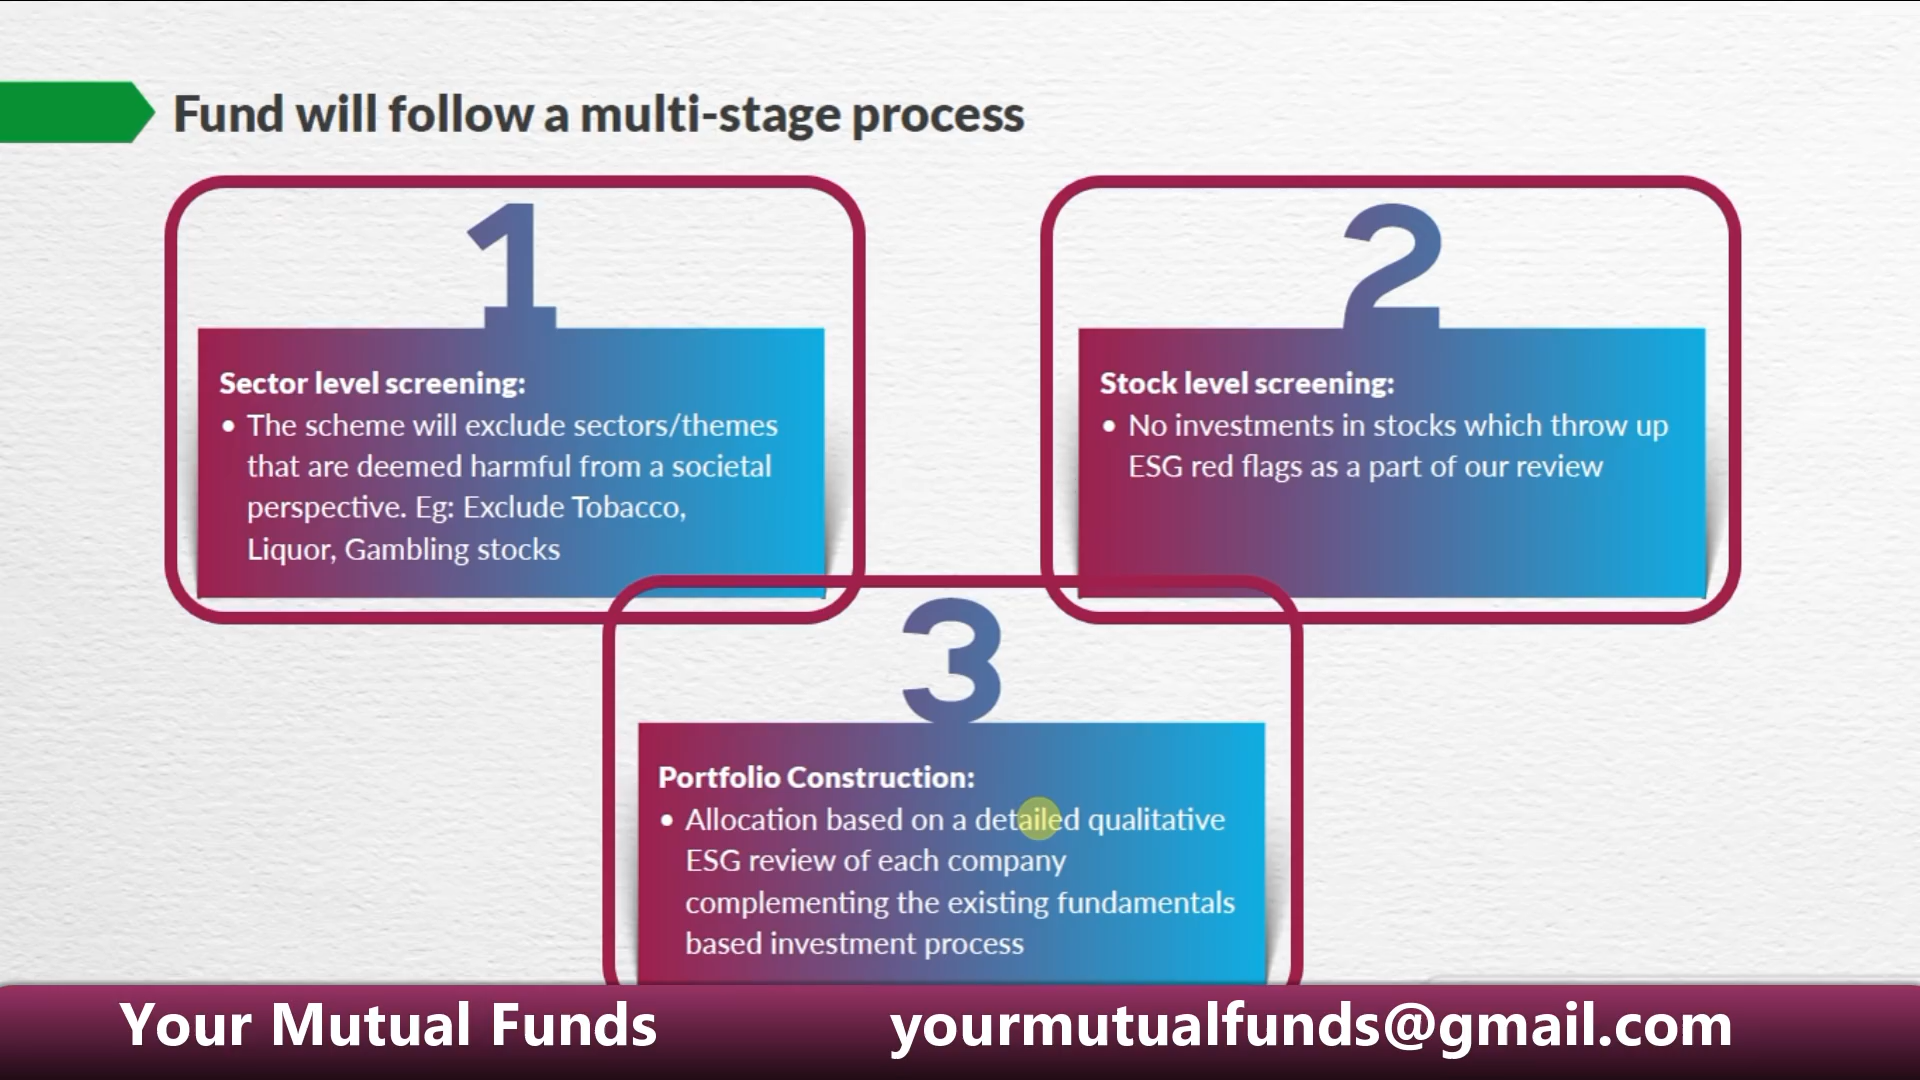 Fund will follow a multi-stage process
1
Sector level screening:
• The scheme will exclude sectors/themes
that are deemed harmful from a societal
perspective. Eg: Exclude Tobacco,
Liquor, Gambling stocks
2
Stock level screening:
• No investments in stocks which throw up
ESG red flags as a part of our review
3
Portfolio Construction:
• Allocation based on a detailed qualitative
ESG review of each company
complementing the existing fundamentals
based investment process
Your Mutual Funds
yourmutualfunds@gmail.com